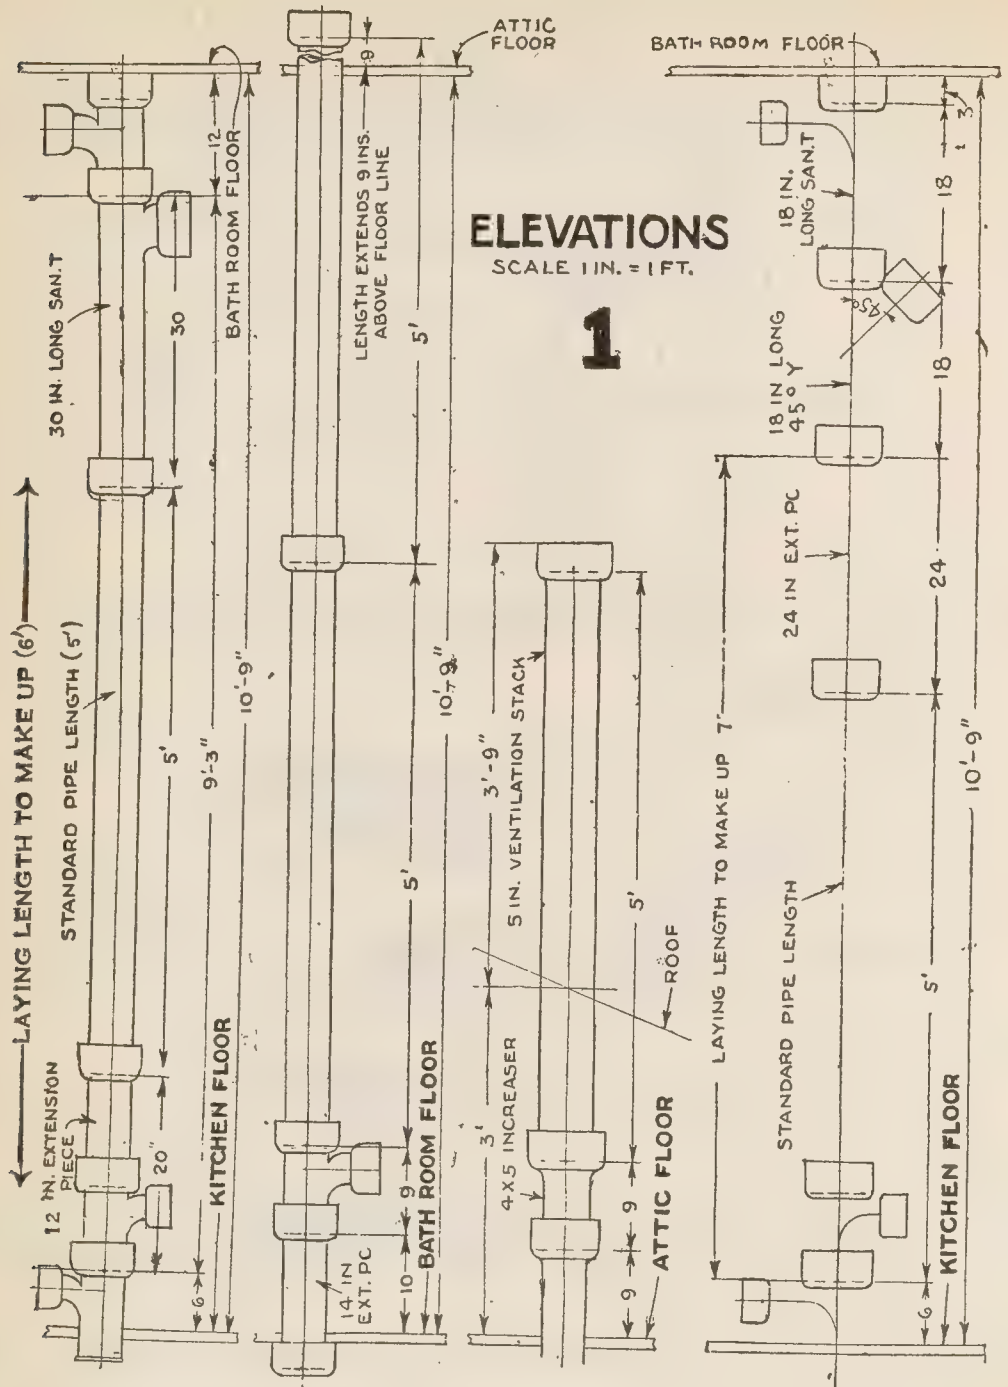 ELEVATIONS
SCALE 1 IN. = 1 FT.
1
LAYING LENGTH TO MAKE UP (6')
30 IN. LONG SAN.T
STANDARD PIPE LENGTH (5')
12 IN. EXTENSION
PIECE
12
30
5'
20"
6
9'-3"
10'-9"
BATH ROOM FLOOR
KITCHEN FLOOR
ATTIC
FLOOR
9
LENGTH EXTENDS 9 INS.
ABOVE FLOOR LINE
5'
5'
9
10
10'-9"
14 IN
EXT. PC
BATH ROOM FLOOR
3'-9"
5 IN. VENTILATION STACK
5'
ROOF
3'
4X5 INCREASER
9
9
ATTIC FLOOR
BATH ROOM FLOOR
3
18 IN.
LONG SAN.T
18
45°
18 IN LONG
45° Y
18
24 IN EXT. PC
24
LAYING LENGTH TO MAKE UP 7'
STANDARD PIPE LENGTH
5'
6
10'-9"
KITCHEN FLOOR